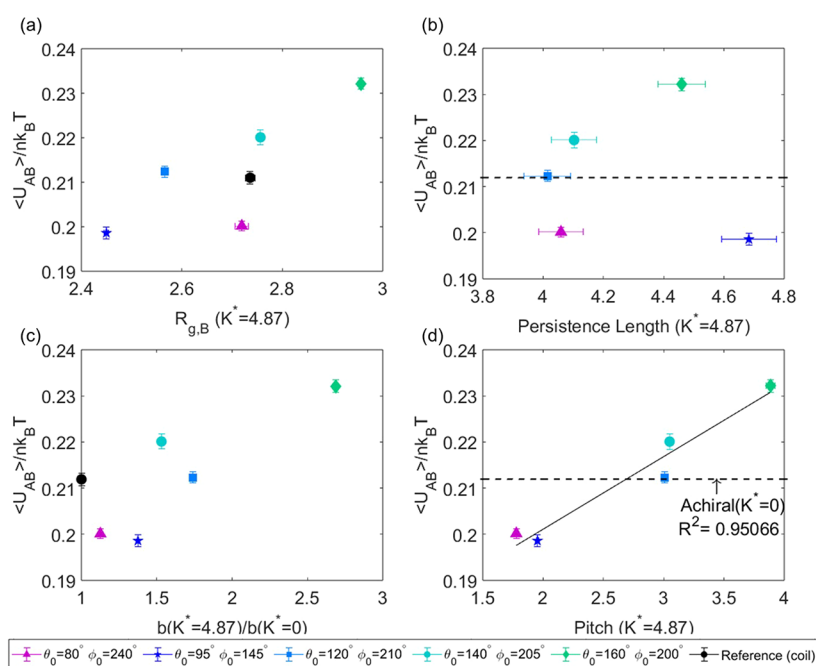 (a)
0.24
0.23
0.22
0.21
0.2
0.19
<U_AB>/nk_BT
2.4 2.6 2.8 3
R_g,B (K*=4.87)
(b)
0.24
0.23
0.22
0.21
0.2
0.19
<U_AB>/nk_BT
3.8 4 4.2 4.4 4.6 4.8
Persistence Length (K*=4.87)
(c)
0.24
0.23
0.22
0.21
0.2
0.19
<U_AB>/nk_BT
1 1.5 2 2.5 3
b(K*=4.87)/b(K*=0)
(d)
0.24
0.23
0.22
0.21
0.2
0.19
<U_AB>/nk_BT
Achiral(K*=0)
R²= 0.95066
1.5 2 2.5 3 3.5 4
Pitch (K*=4.87)
θ₀=80° ϕ₀=240° θ₀=95° ϕ₀=145° θ₀=120° ϕ₀=210° θ₀=140° ϕ₀=205° θ₀=160° ϕ₀=200° Reference (coil)